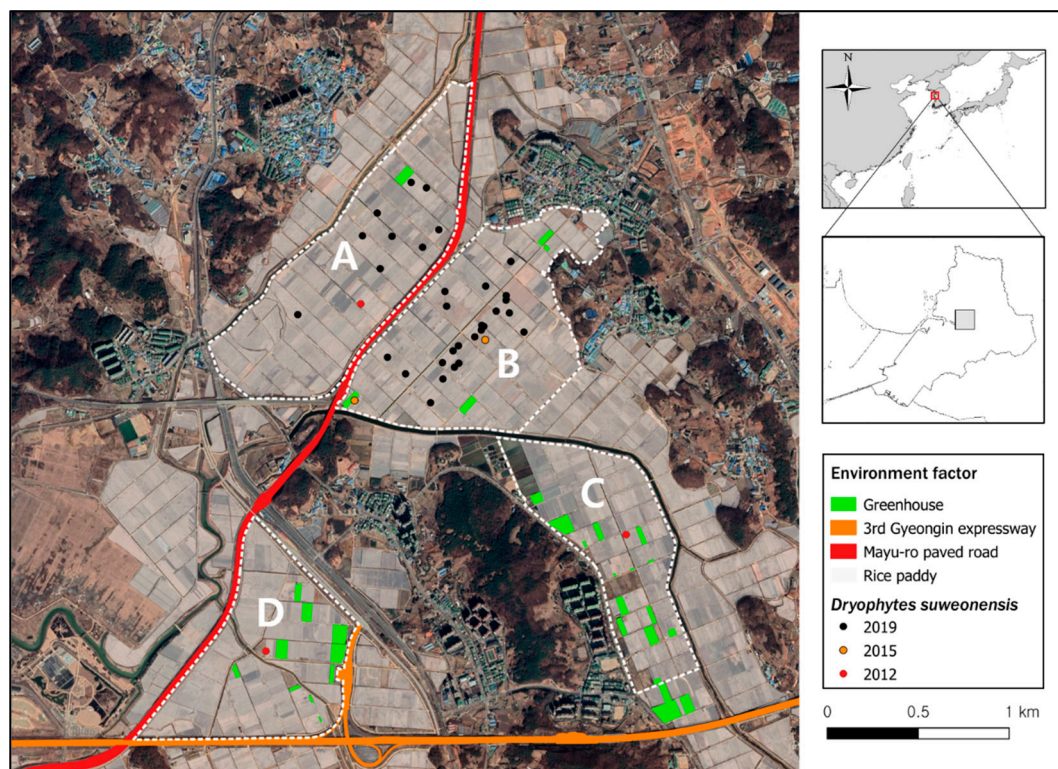 A
B
C
D
N
Environment factor
Greenhouse
3rd Gyeongin expressway
Mayu-ro paved road
Rice paddy
Dryophytes suweonensis
2019
2015
2012
0 0.5 1 km